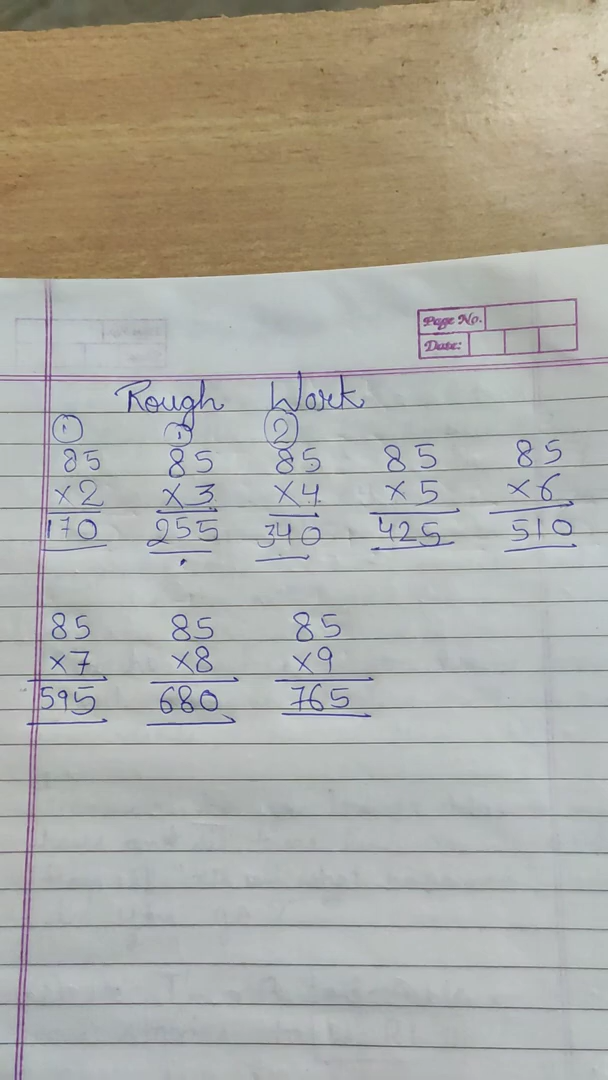 Page No.
Date:
Rough Work
① ① ②
85 85 85 85 85
×2 ×3 ×4 ×5 ×6
170 255 340 425 510
85 85 85
×7 ×8 ×9
595 680 765